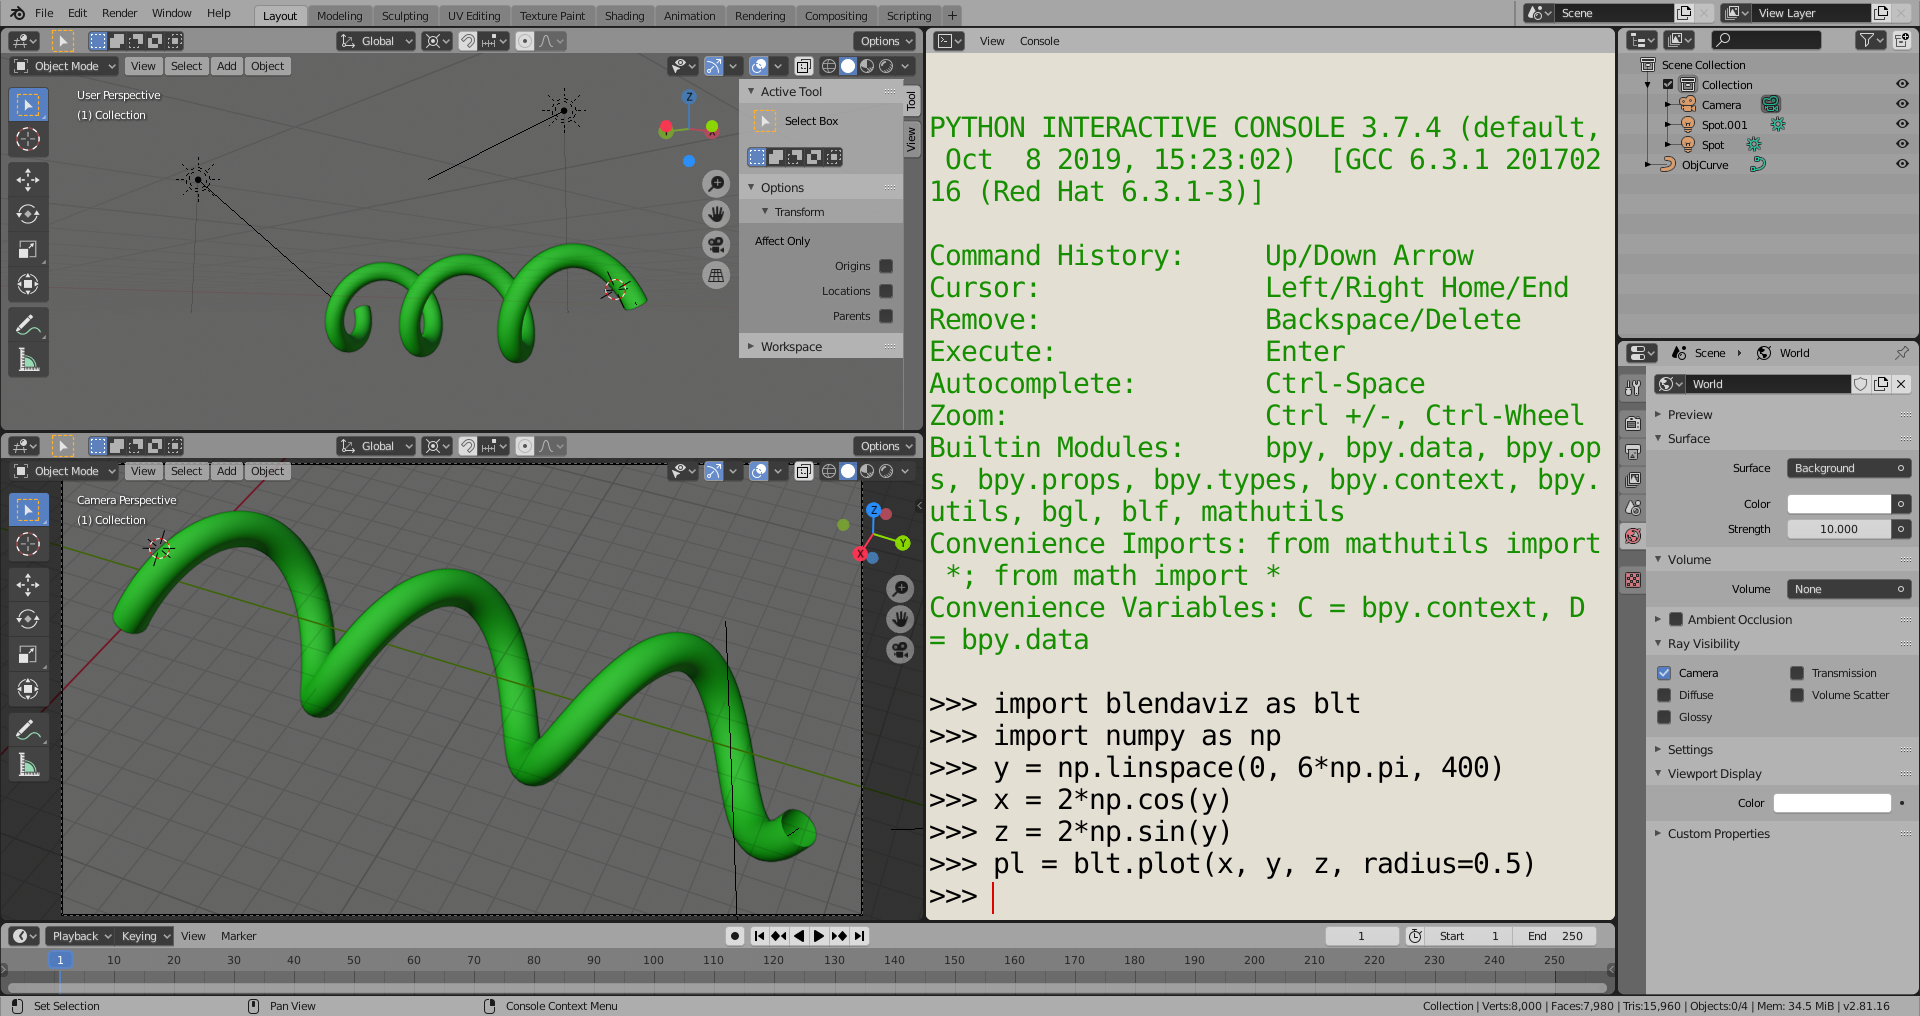 File Edit Render Window Help
Layout Modeling Sculpting UV Editing Texture Paint Shading Animation Rendering Compositing Scripting +
Scene
View Layer
Global
Options
Object Mode View Select Add Object
User Perspective
(1) Collection
Z
Active Tool
Select Box
Options
Transform
Affect Only
Origins
Locations
Parents
Workspace
Tool
View
Global
Options
Object Mode View Select Add Object
Camera Perspective
(1) Collection
Z
Y
X
View Console
PYTHON INTERACTIVE CONSOLE 3.7.4 (default,
Oct  8 2019, 15:23:02)  [GCC 6.3.1 201702
16 (Red Hat 6.3.1-3)]
Command History:     Up/Down Arrow
Cursor:              Left/Right Home/End
Remove:              Backspace/Delete
Execute:             Enter
Autocomplete:        Ctrl-Space
Zoom:                Ctrl +/-, Ctrl-Wheel
Builtin Modules:     bpy, bpy.data, bpy.op
s, bpy.props, bpy.types, bpy.context, bpy.
utils, bgl, blf, mathutils
Convenience Imports: from mathutils import
*; from math import *
Convenience Variables: C = bpy.context, D
= bpy.data
>>> import blendaviz as blt
>>> import numpy as np
>>> y = np.linspace(0, 6*np.pi, 400)
>>> x = 2*np.cos(y)
>>> z = 2*np.sin(y)
>>> pl = blt.plot(x, y, z, radius=0.5)
>>>
Scene Collection
Collection
Camera
Spot.001
Spot
ObjCurve
Scene World
World
Preview
Surface
Surface Background
Color
Strength 10.000
Volume
Volume None
Ambient Occlusion
Ray Visibility
Camera Transmission
Diffuse Volume Scatter
Glossy
Settings
Viewport Display
Color
Custom Properties
Playback Keying View Marker
1 Start 1 End 250
1 10 20 30 40 50 60 70 80 90 100 110 120 130 140 150 160 170 180 190 200 210 220 230 240 250
Set Selection Pan View Console Context Menu
Collection | Verts:8,000 | Faces:7,980 | Tris:15,960 | Objects:0/4 | Mem: 34.5 MiB | v2.81.16